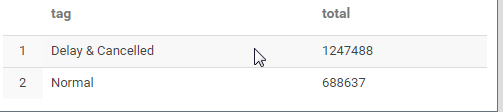 tag total
1 Delay & Cancelled 1247488
2 Normal 688637